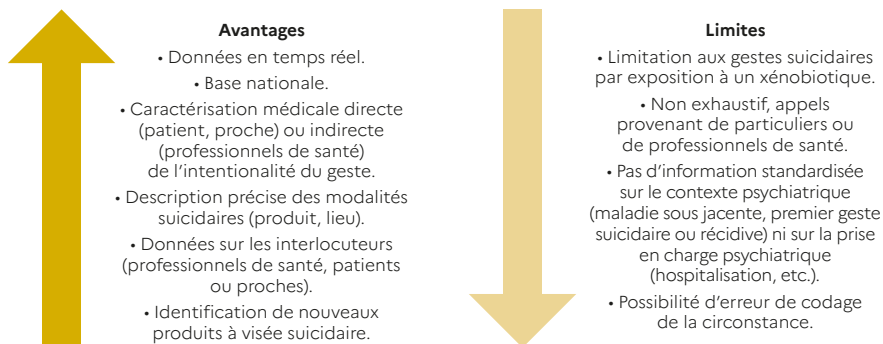 Avantages
• Données en temps réel.
• Base nationale.
• Caractérisation médicale directe
(patient, proche) ou indirecte
(professionnels de santé)
de l’intentionalité du geste.
• Description précise des modalités
suicidaires (produit, lieu).
• Données sur les interlocuteurs
(professionnels de santé, patients
ou proches).
• Identification de nouveaux
produits à visée suicidaire.
Limites
• Limitation aux gestes suicidaires
par exposition à un xénobiotique.
• Non exhaustif, appels
provenant de particuliers ou
de professionnels de santé.
• Pas d’information standardisée
sur le contexte psychiatrique
(maladie sous jacente, premier geste
suicidaire ou récidive) ni sur la prise
en charge psychiatrique
(hospitalisation, etc.).
• Possibilité d’erreur de codage
de la circonstance.